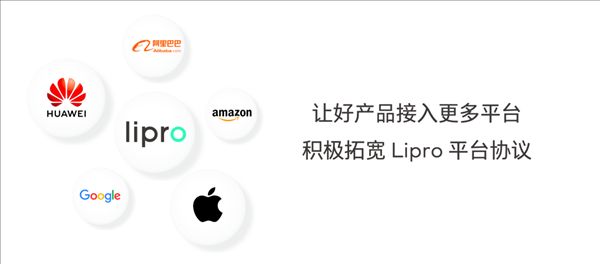 阿里巴巴
Alibaba.com
HUAWEI
amazon
lipro
Google
让好产品接入更多平台
积极拓宽 Lipro 平台协议